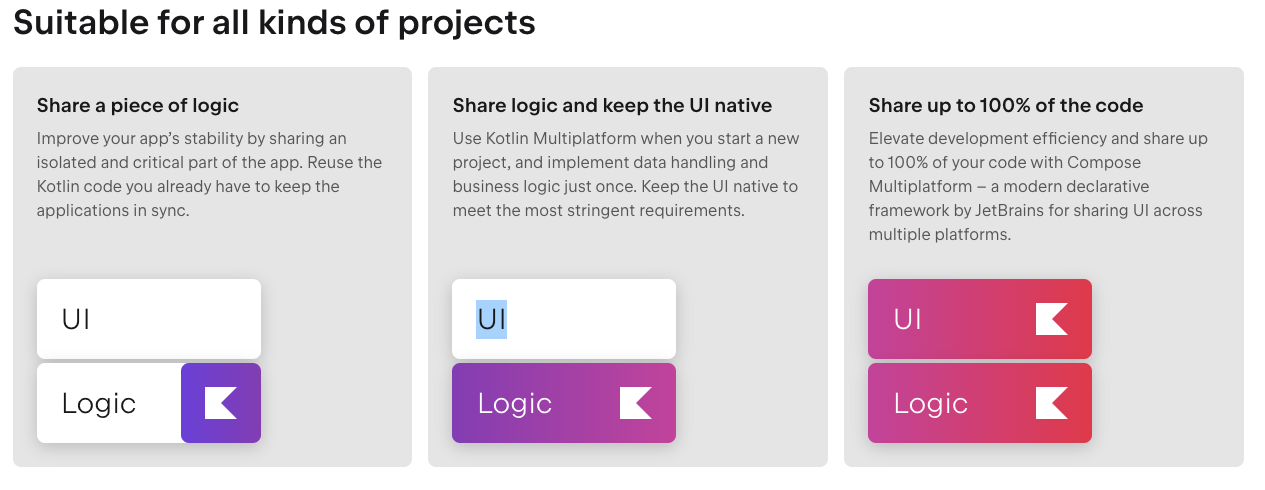 Suitable for all kinds of projects
Share a piece of logic
Improve your app's stability by sharing an
isolated and critical part of the app. Reuse the
Kotlin code you already have to keep the
applications in sync.
UI
Logic
Share logic and keep the UI native
Use Kotlin Multiplatform when you start a new
project, and implement data handling and
business logic just once. Keep the UI native to
meet the most stringent requirements.
UI
Logic
Share up to 100% of the code
Elevate development efficiency and share up
to 100% of your code with Compose
Multiplatform – a modern declarative
framework by JetBrains for sharing UI across
multiple platforms.
UI
Logic